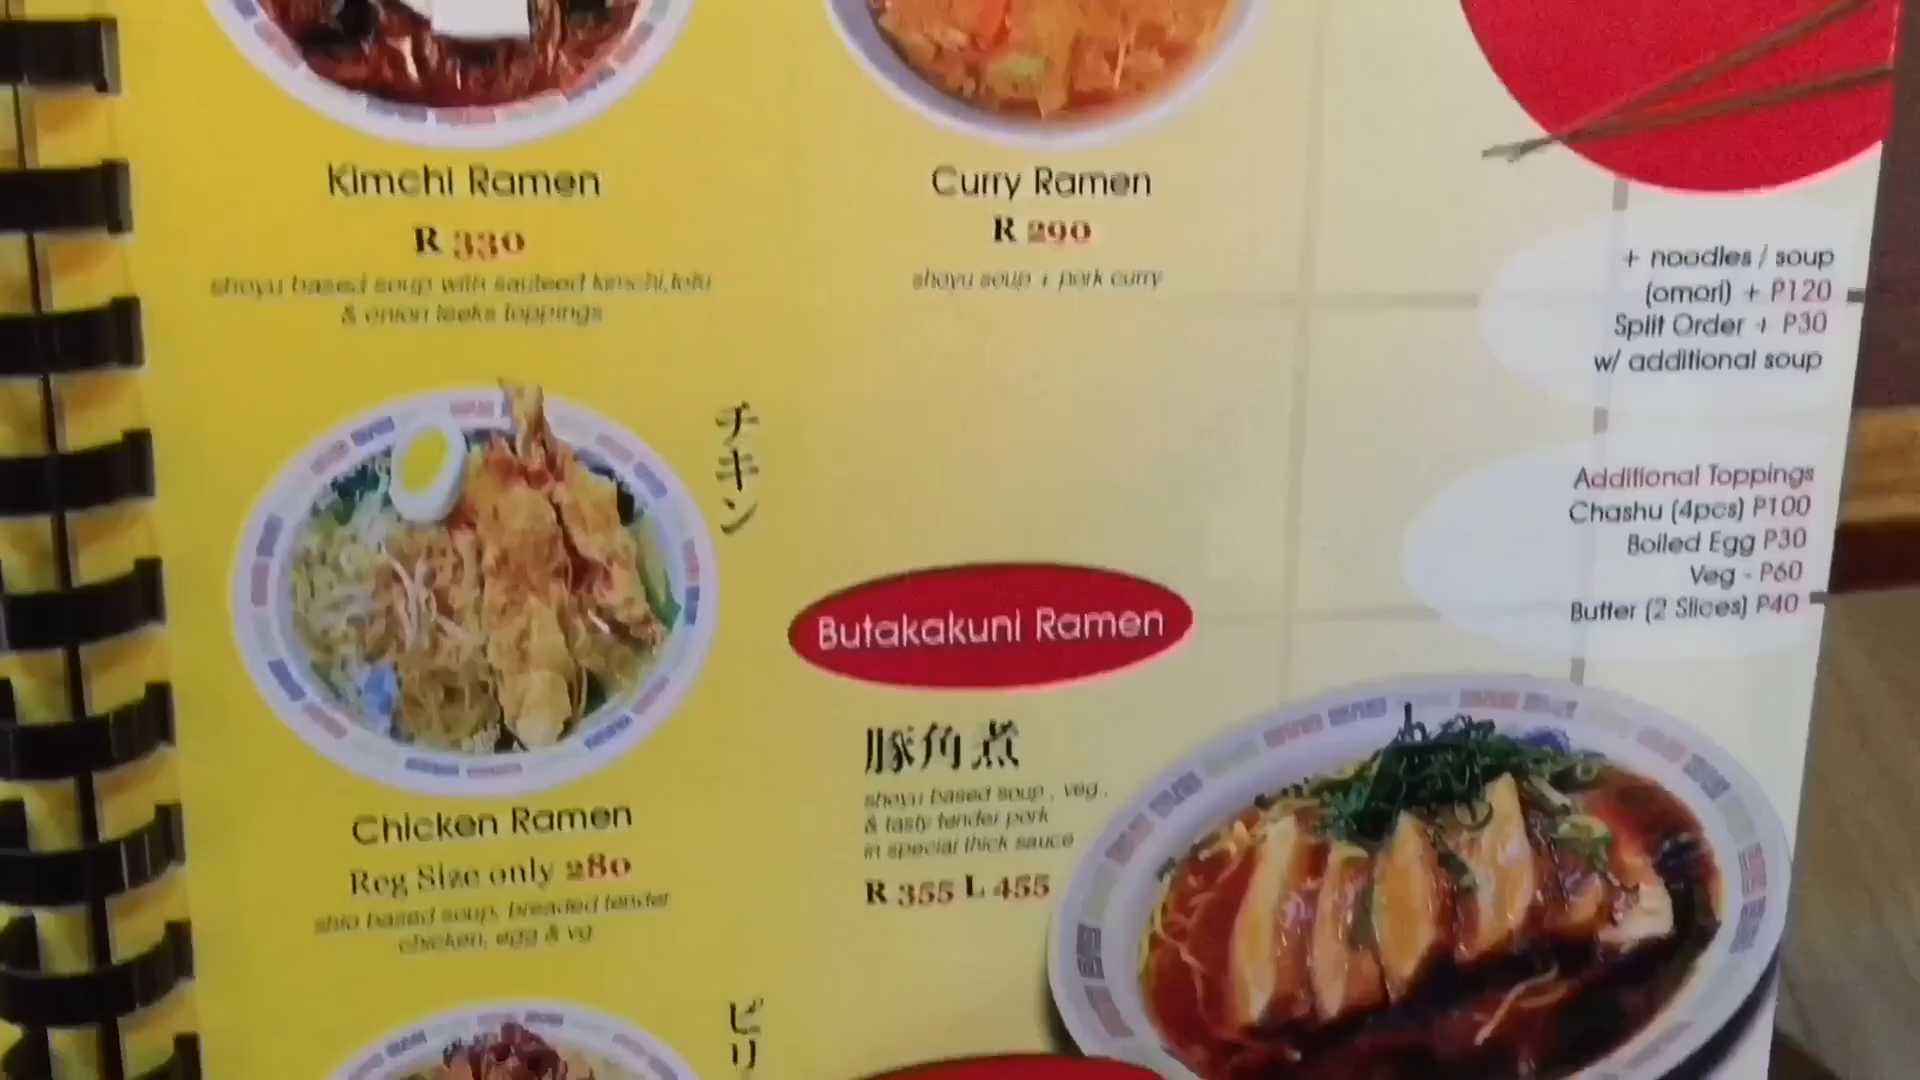 Kimchi Ramen
R 330
shoyu based soup with sauteed kimchi,tofu
& onion leeks toppings
Curry Ramen
R 290
shoyu soup + pork curry
+ noodles / soup
(omori) + P120
Split Order + P30
w/ additional soup
Additional Toppings
Chashu (4pcs) P100
Boiled Egg P30
Veg - P60
Butter (2 Slices) P40
チキン
Chicken Ramen
Reg Size only 280
shio based soup, breaded tender
chicken, egg & vg
Butakakuni Ramen
豚角煮
shoyu based soup , veg.,
& tasty tender pork
in special thick sauce
R 355 L 455
ピリ